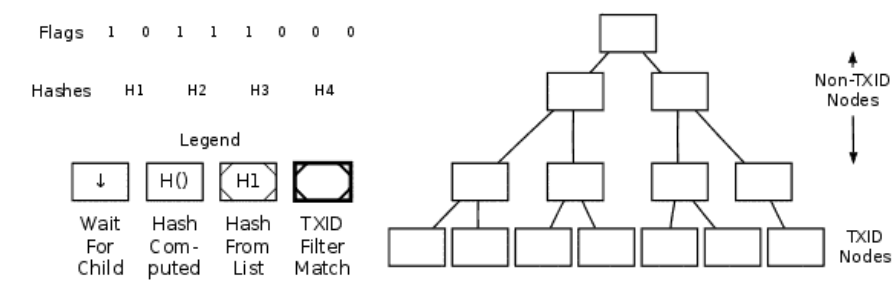 Flags 1 0 1 1 1 0 0 0
Hashes H1 H2 H3 H4
Legend
↓ H() H1
Wait For Child
Hash Com-puted
Hash From List
TXID Filter Match
Non-TXID
Nodes
TXID
Nodes